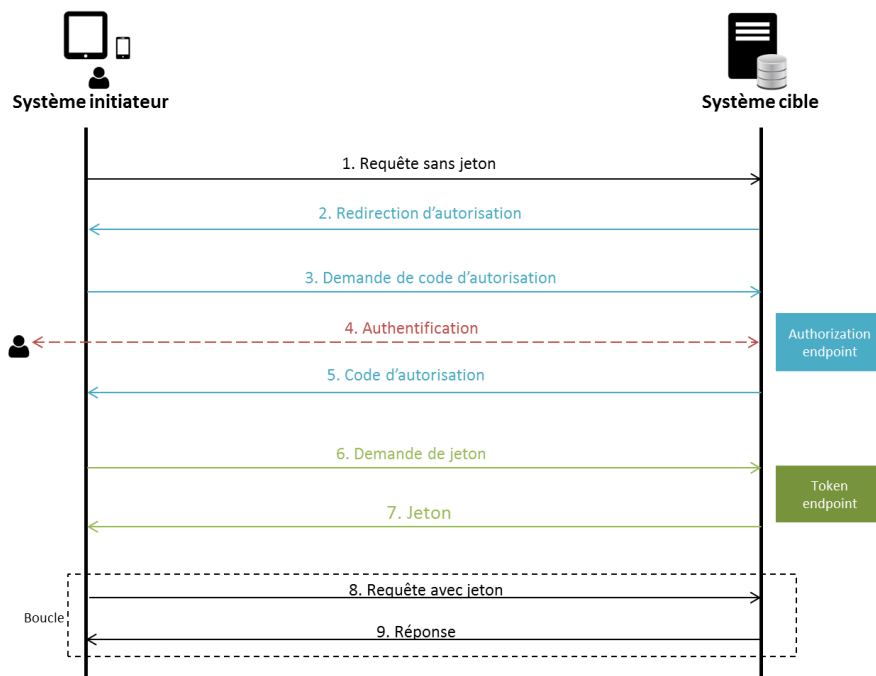 Système initiateur
Système cible
1. Requête sans jeton
2. Redirection d'autorisation
3. Demande de code d'autorisation
4. Authentification
Authorization
endpoint
5. Code d'autorisation
6. Demande de jeton
Token
endpoint
7. Jeton
8. Requête avec jeton
Boucle
9. Réponse